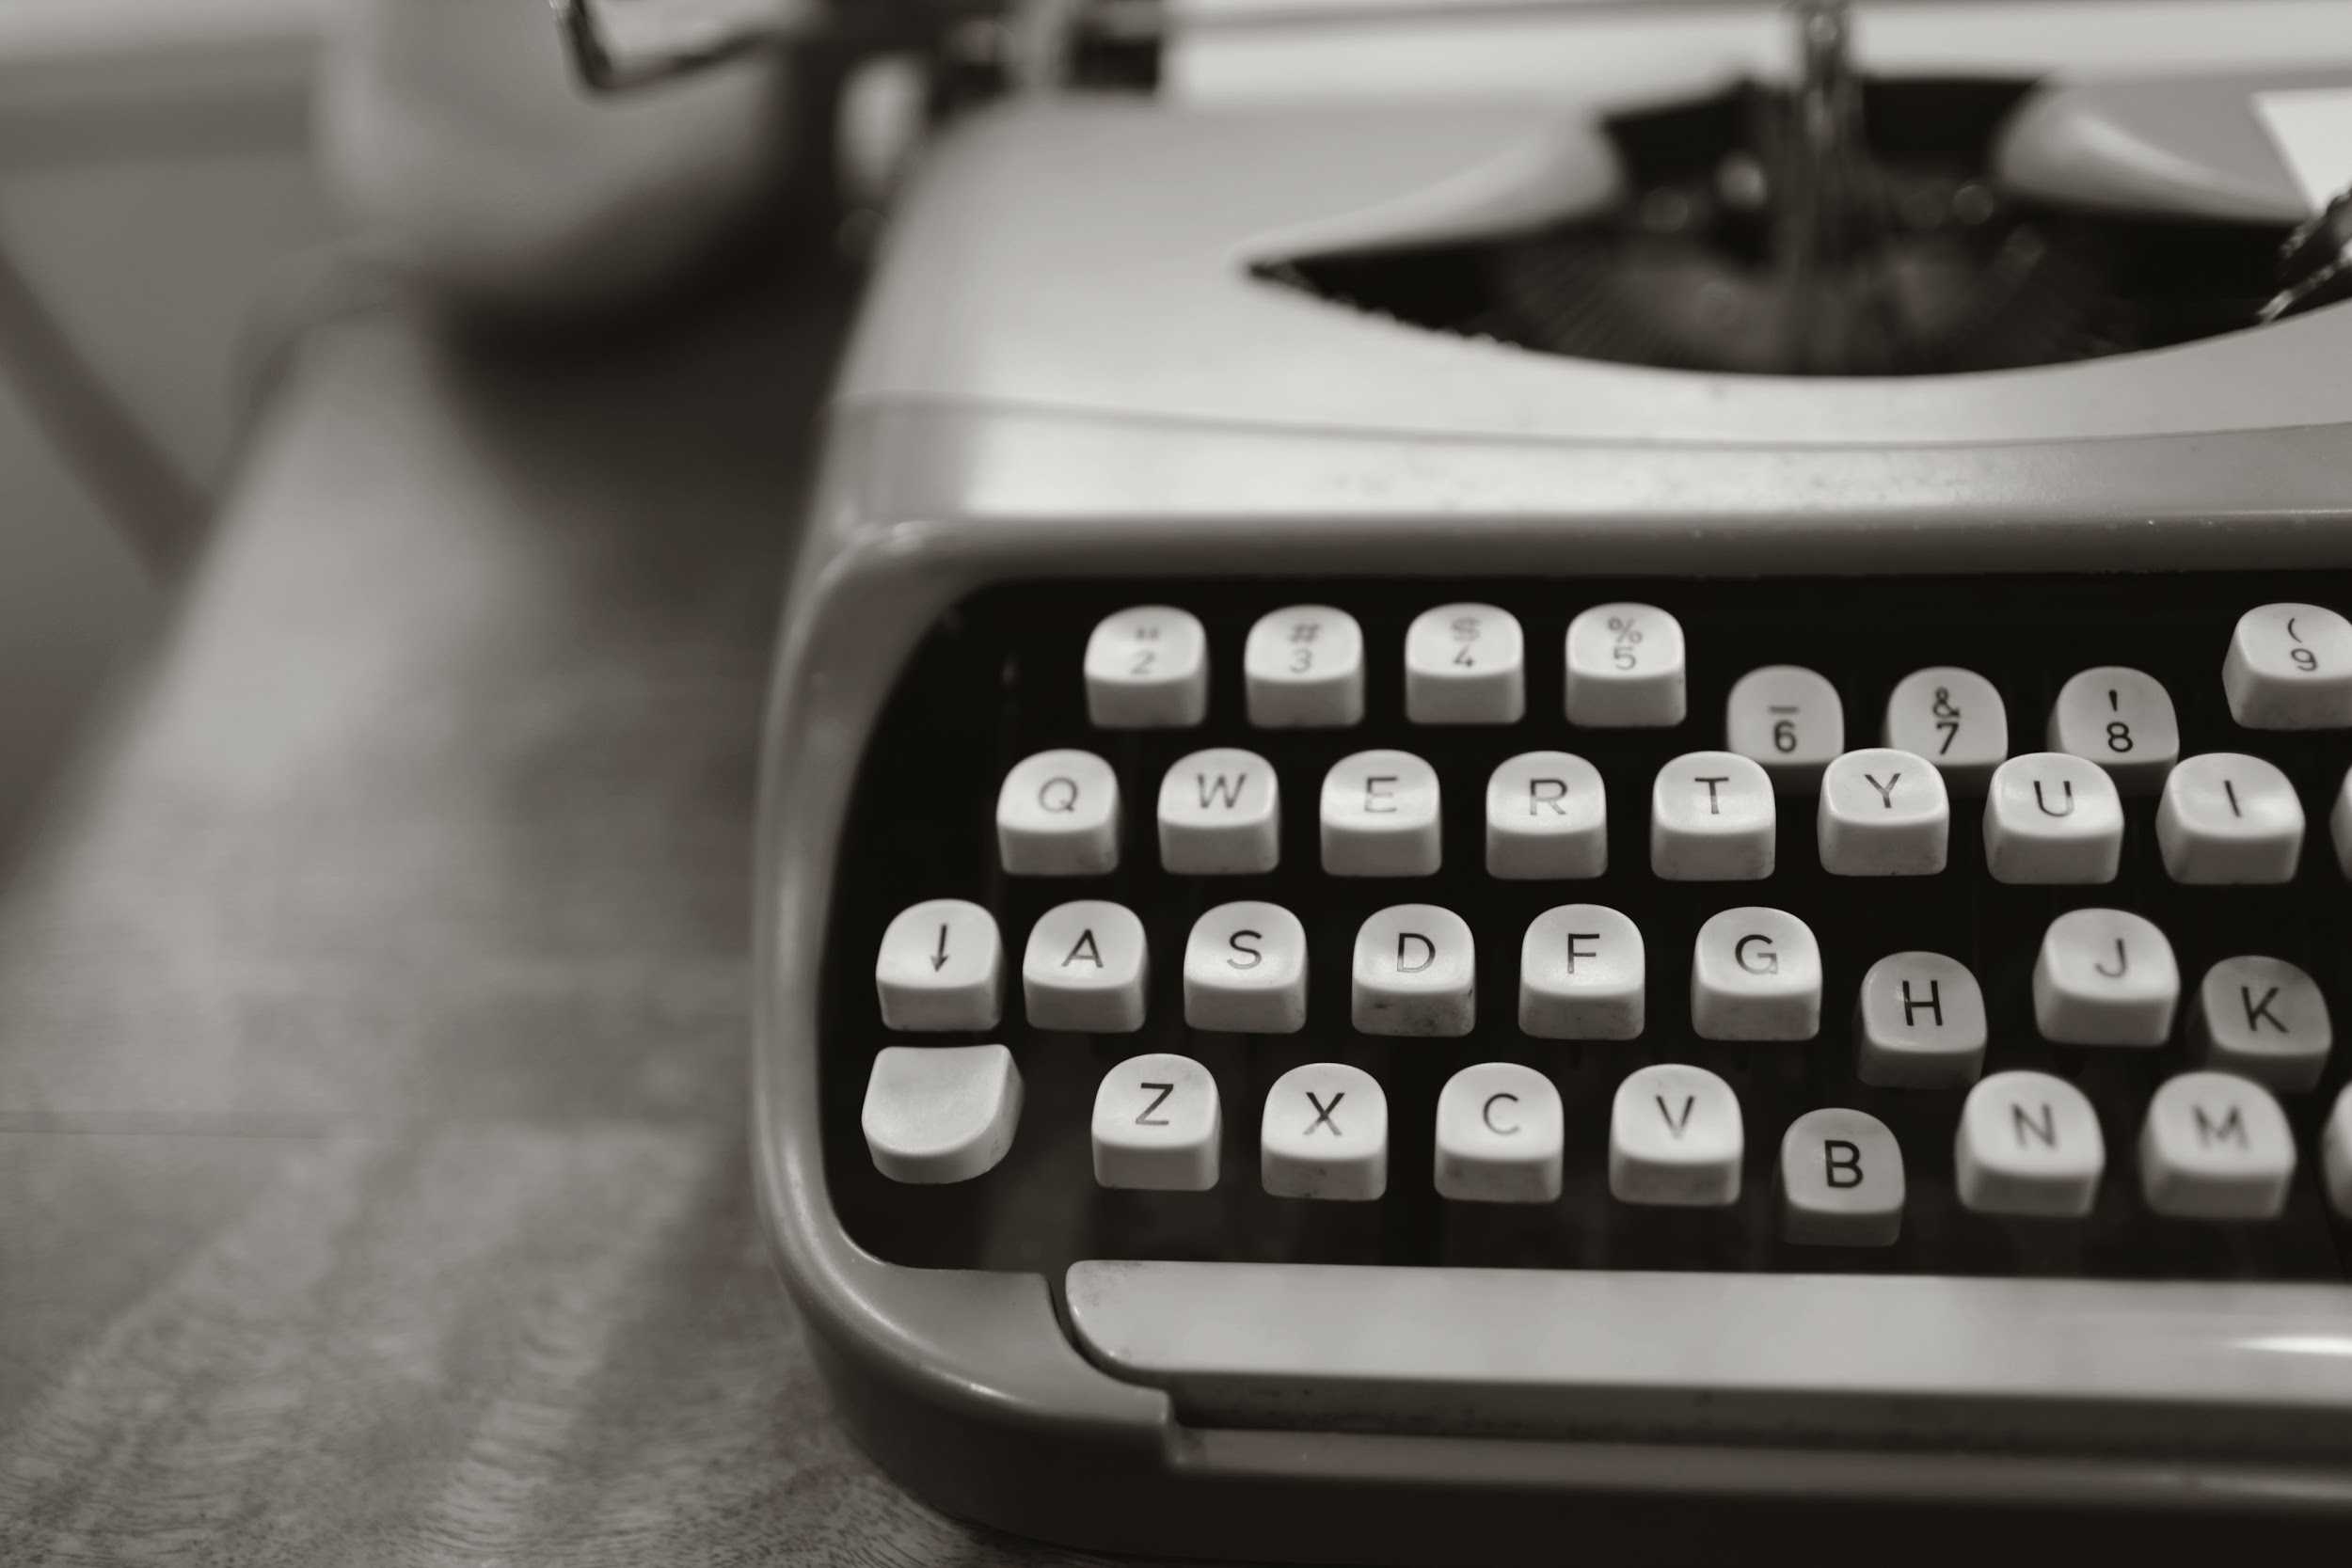 " # $ % _ & ' (
2 3 4 5 6 7 8 9
Q W E R T Y U I
↓ A S D F G H J K
Z X C V B N M